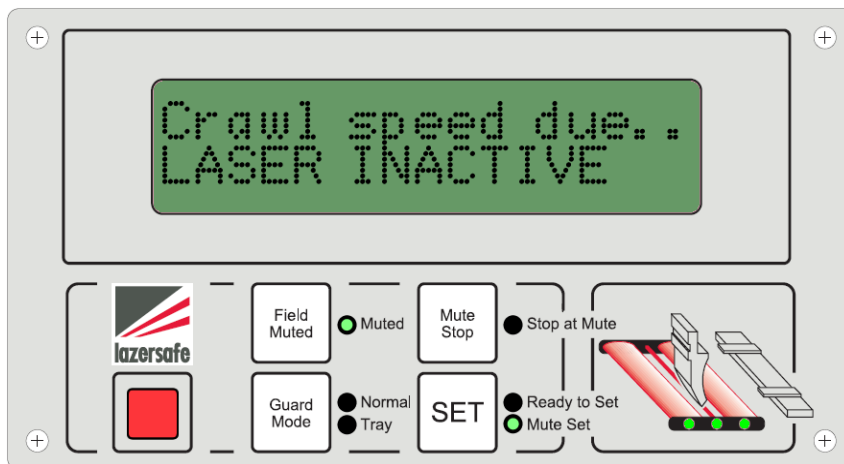 Crawl speed due..
LASER INACTIVE
lazersafe
Field
Muted
Muted
Mute
Stop
Stop at Mute
Guard
Mode
Normal
Tray
SET
Ready to Set
Mute Set